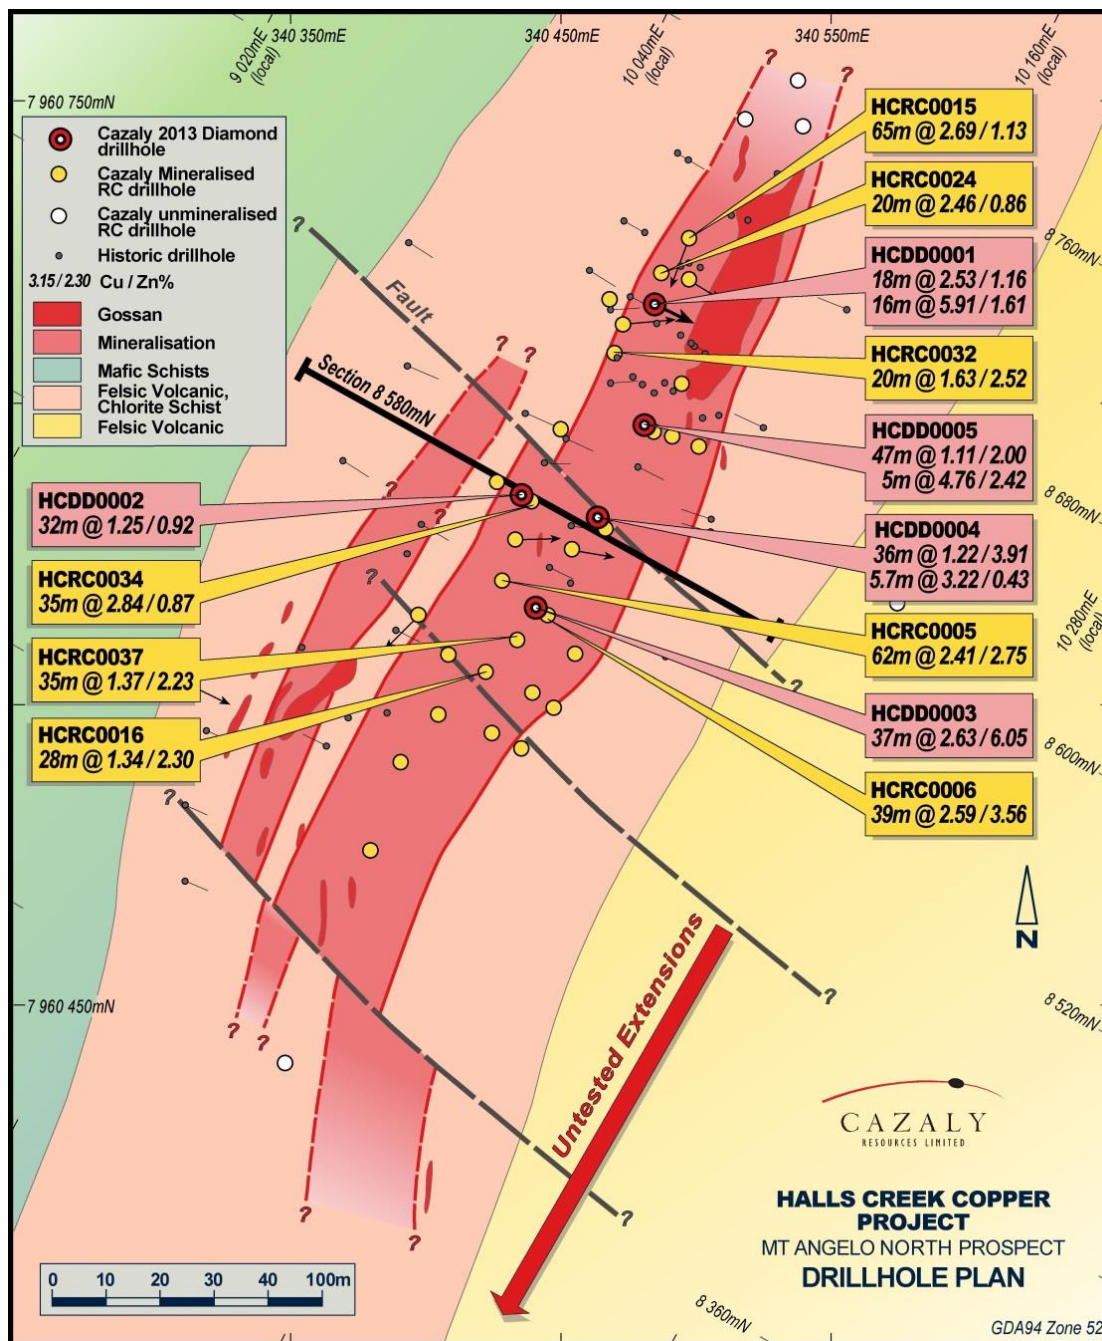 9 020mE
(local)
340 350mE
340 450mE
10 040mE
(local)
340 550mE
10 160mE
(local)
7 960 750mN
Cazaly 2013 Diamond
drillhole
Cazaly Mineralised
RC drillhole
Cazaly unmineralised
RC drillhole
Historic drillhole
3.15 / 2.30 Cu / Zn%
Gossan
Mineralisation
Mafic Schists
Felsic Volcanic,
Chlorite Schist
Felsic Volcanic
?
?
HCRC0015
65m @ 2.69 / 1.13
HCRC0024
20m @ 2.46 / 0.86
8 760mN
(local)
HCDD0001
18m @ 2.53 / 1.16
16m @ 5.91 / 1.61
HCRC0032
20m @ 1.63 / 2.52
HCDD0005
47m @ 1.11 / 2.00
5m @ 4.76 / 2.42
8 680mN
(local)
HCDD0004
36m @ 1.22 / 3.91
5.7m @ 3.22 / 0.43
HCRC0005
62m @ 2.41 / 2.75
10 280mE
(local)
HCDD0003
37m @ 2.63 / 6.05
HCRC0006
39m @ 2.59 / 3.56
8 600mN
(local)
?
Fault
?
?
Section 8 580mN
?
?
HCDD0002
32m @ 1.25 / 0.92
HCRC0034
35m @ 2.84 / 0.87
HCRC0037
35m @ 1.37 / 2.23
HCRC0016
28m @ 1.34 / 2.30
?
?
?
?
N
Untested Extensions
7 960 450mN
8 520mN
(local)
?
?
?
?
?
CAZALY
RESOURCES LIMITED
HALLS CREEK COPPER
PROJECT
MT ANGELO NORTH PROSPECT
DRILLHOLE PLAN
0 10 20 30 40 100m
8 360mN
(local)
GDA94 Zone 52